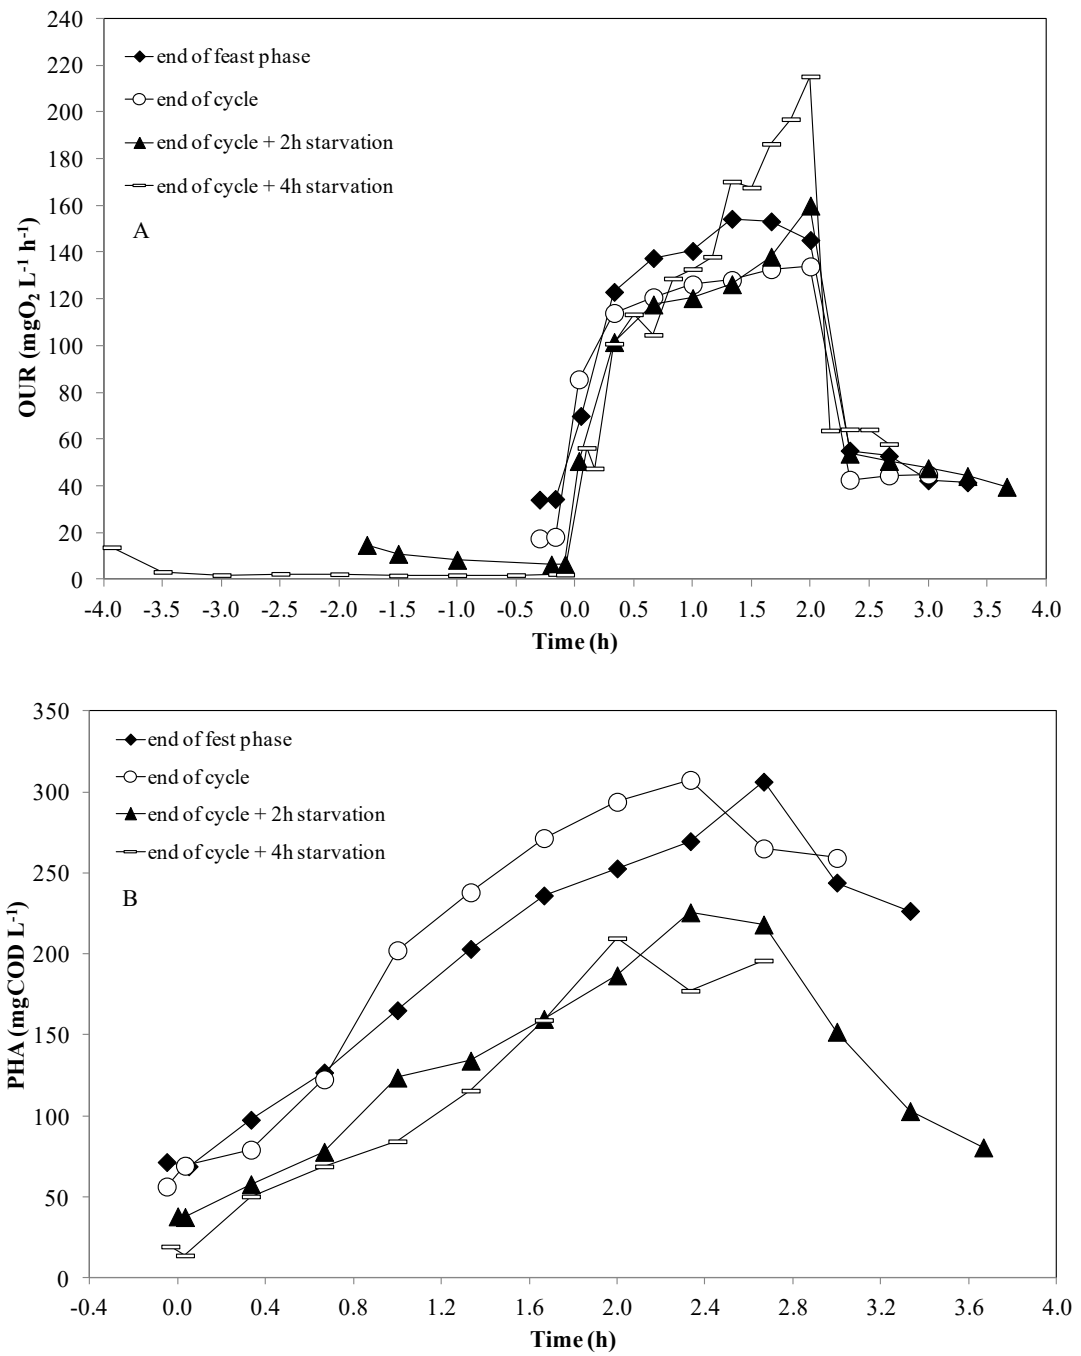 240
220
200
180
160
140
120
100
80
60
40
20
0
OUR (mgO2 L-1 h-1)
end of feast phase
end of cycle
end of cycle + 2h starvation
end of cycle + 4h starvation
A
-4.0 -3.5 -3.0 -2.5 -2.0 -1.5 -1.0 -0.5 0.0 0.5 1.0 1.5 2.0 2.5 3.0 3.5 4.0
Time (h)
350
300
250
200
150
100
50
0
PHA (mgCOD L-1)
end of fest phase
end of cycle
end of cycle + 2h starvation
end of cycle + 4h starvation
B
-0.4 0.0 0.4 0.8 1.2 1.6 2.0 2.4 2.8 3.2 3.6 4.0
Time (h)